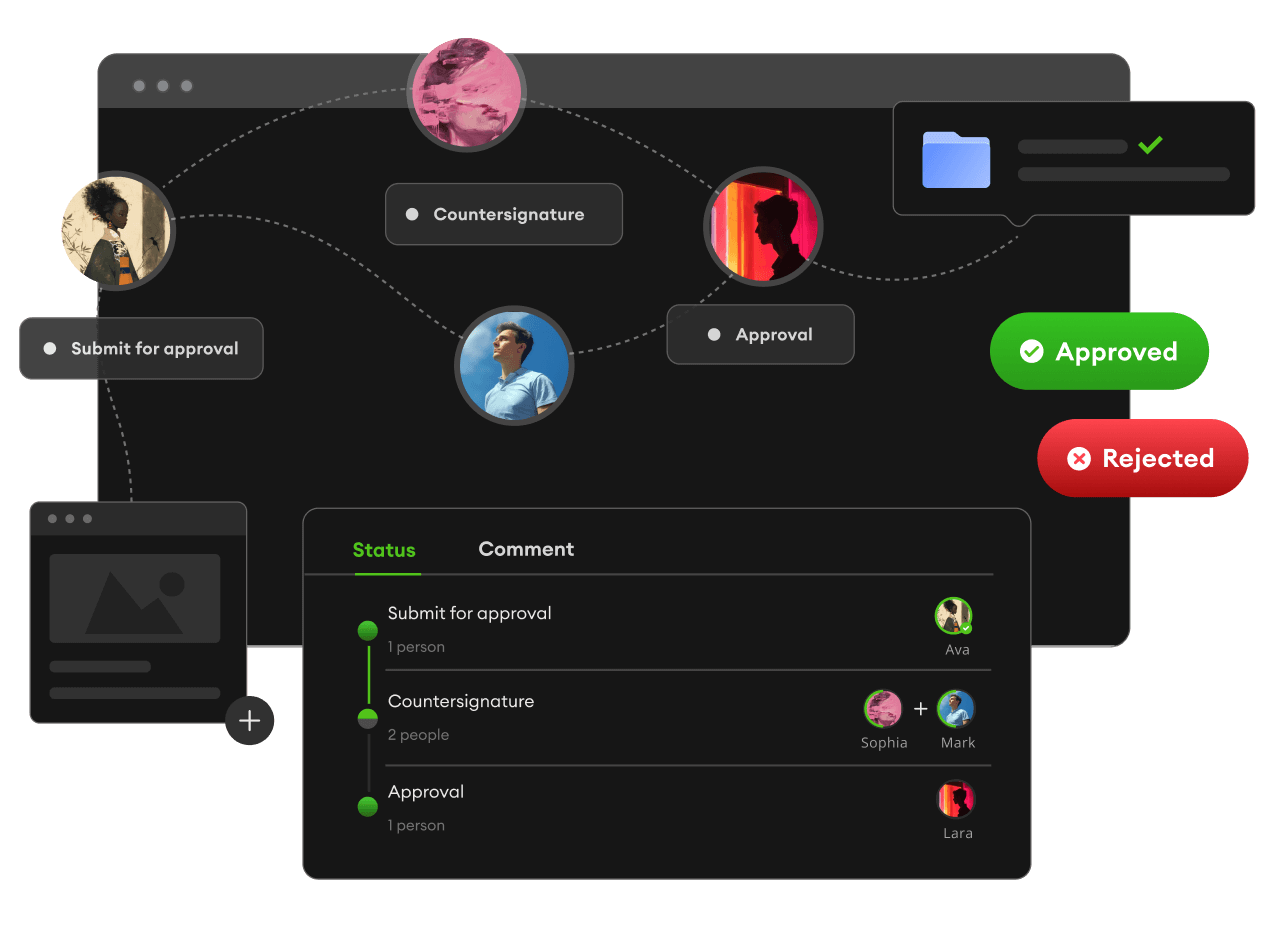 Countersignature
Submit for approval
Approval
Approved
Rejected
Status Comment
Submit for approval
1 person
Ava
Countersignature
2 people
+
Sophia Mark
Approval
1 person
Lara